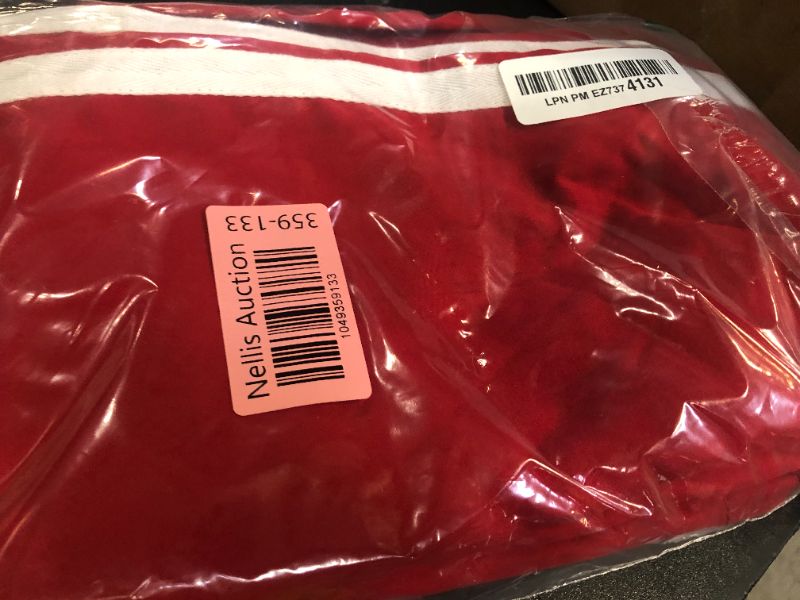 LPN PM EZ737 4131
Nellis Auction
1049359133
359-133